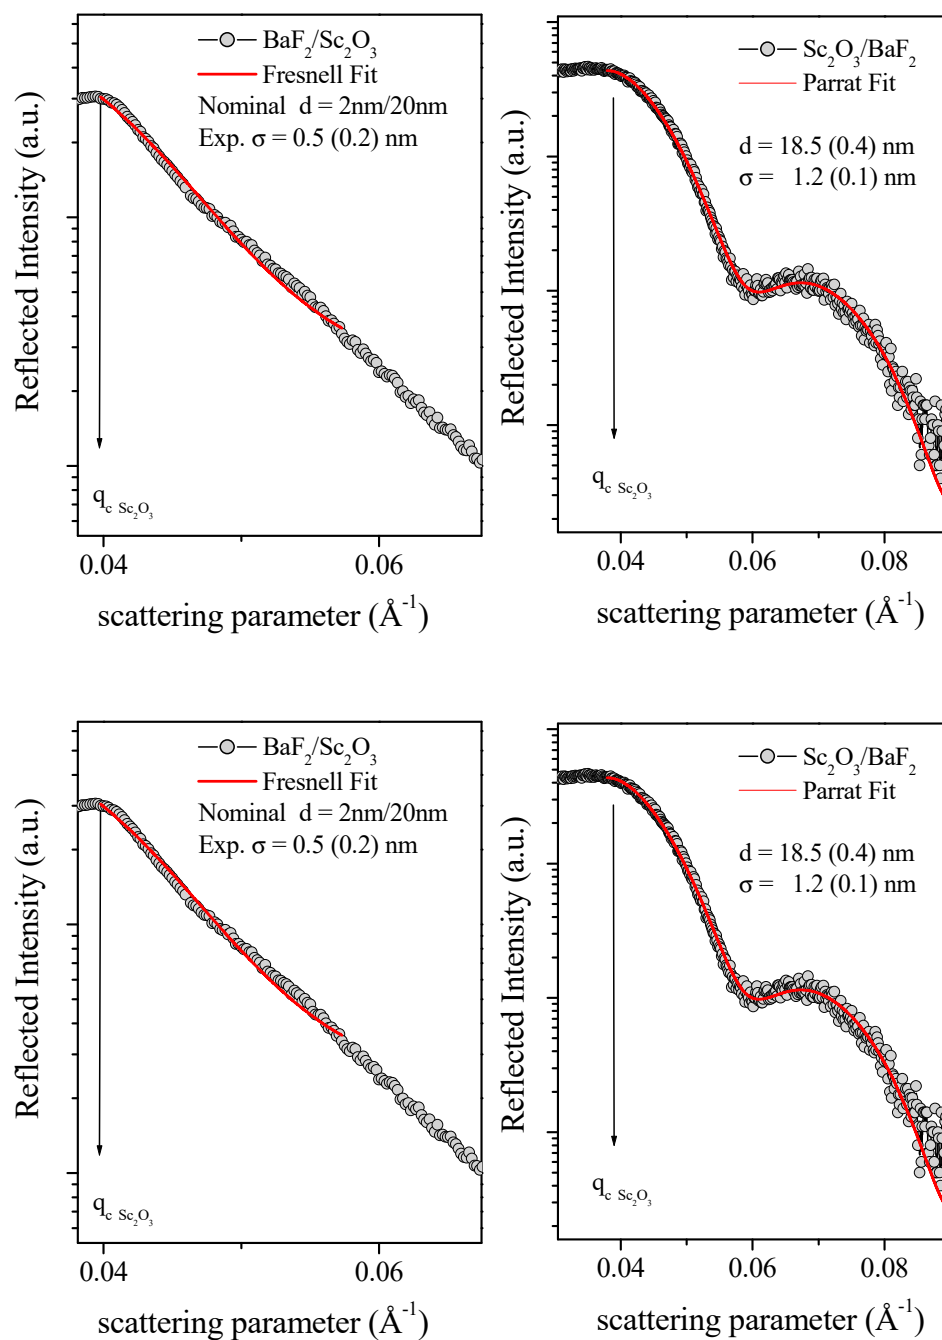 BaF₂/Sc₂O₃
Fresnell Fit
Nominal d = 2nm/20nm
Exp. σ = 0.5 (0.2) nm
Reflected Intensity (a.u.)
q_c Sc₂O₃
0.04 0.06
scattering parameter (Å⁻¹)
Sc₂O₃/BaF₂
Parrat Fit
d = 18.5 (0.4) nm
σ = 1.2 (0.1) nm
Reflected Intensity (a.u.)
q_c Sc₂O₃
0.04 0.06 0.08
scattering parameter (Å⁻¹)
BaF₂/Sc₂O₃
Fresnell Fit
Nominal d = 2nm/20nm
Exp. σ = 0.5 (0.2) nm
Reflected Intensity (a.u.)
q_c Sc₂O₃
0.04 0.06
scattering parameter (Å⁻¹)
Sc₂O₃/BaF₂
Parrat Fit
d = 18.5 (0.4) nm
σ = 1.2 (0.1) nm
Reflected Intensity (a.u.)
q_c Sc₂O₃
0.04 0.06 0.08
scattering parameter (Å⁻¹)